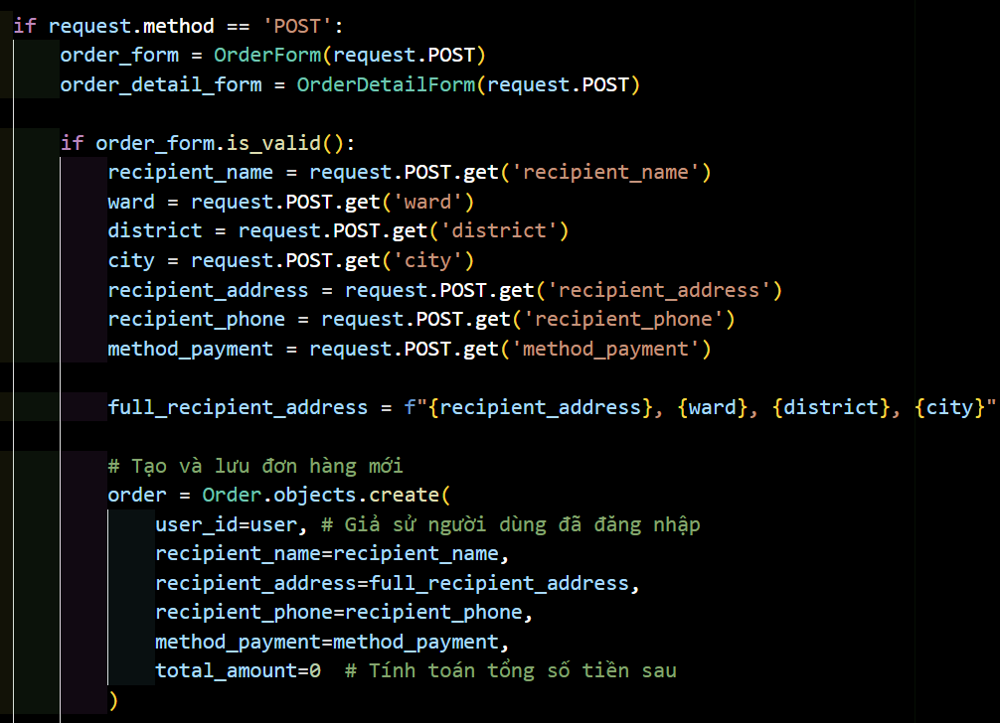 if request.method == 'POST':
    order_form = OrderForm(request.POST)
    order_detail_form = OrderDetailForm(request.POST)

    if order_form.is_valid():
        recipient_name = request.POST.get('recipient_name')
        ward = request.POST.get('ward')
        district = request.POST.get('district')
        city = request.POST.get('city')
        recipient_address = request.POST.get('recipient_address')
        recipient_phone = request.POST.get('recipient_phone')
        method_payment = request.POST.get('method_payment')

        full_recipient_address = f"{recipient_address}, {ward}, {district}, {city}"

        # Tạo và lưu đơn hàng mới
        order = Order.objects.create(
            user_id=user, # Giả sử người dùng đã đăng nhập
            recipient_name=recipient_name,
            recipient_address=full_recipient_address,
            recipient_phone=recipient_phone,
            method_payment=method_payment,
            total_amount=0  # Tính toán tổng số tiền sau
        )